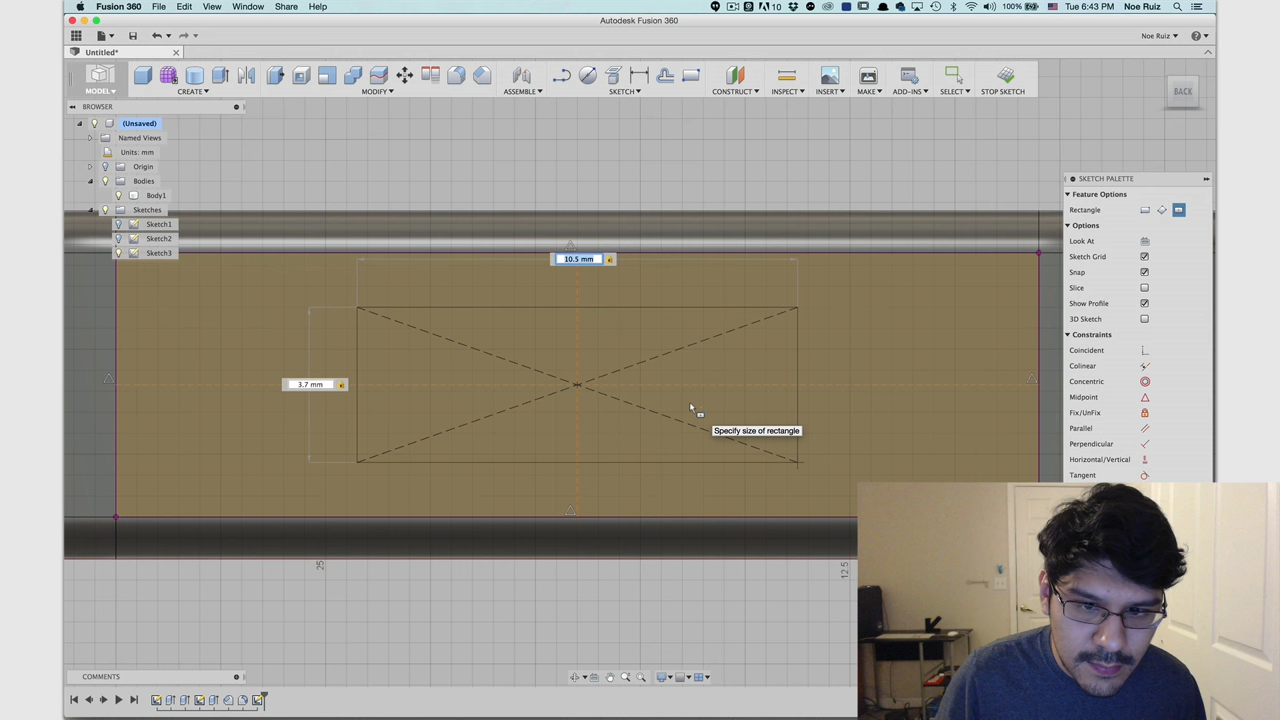 Fusion 360 File Edit View Window Share Help
10 100% Tue 6:43 PM Noe Ruiz
Autodesk Fusion 360
Noe Ruiz
Untitled*
MODEL
CREATE
MODIFY
ASSEMBLE
SKETCH
CONSTRUCT
INSPECT
INSERT
MAKE
ADD-INS
SELECT
STOP SKETCH
BACK
BROWSER
(Unsaved)
Named Views
Units: mm
Origin
Bodies
Body1
Sketches
Sketch1
Sketch2
Sketch3
10.5 mm
3.7 mm
Specify size of rectangle
25
12.5
SKETCH PALETTE
Feature Options
Rectangle
Options
Look At
Sketch Grid
Snap
Slice
Show Profile
3D Sketch
Constraints
Coincident
Colinear
Concentric
Midpoint
Fix/UnFix
Parallel
Perpendicular
Horizontal/Vertical
Tangent
COMMENTS